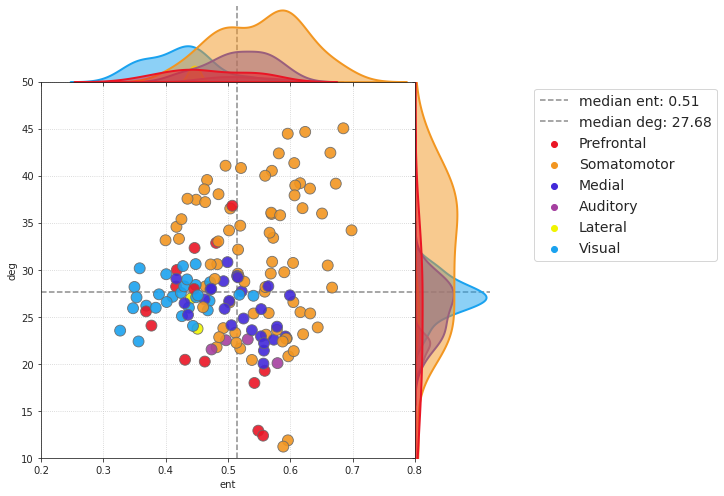 median ent: 0.51
median deg: 27.68
Prefrontal
Somatomotor
Medial
Auditory
Lateral
Visual
50
45
40
35
30
25
20
15
10
deg
0.2 0.3 0.4 0.5 0.6 0.7 0.8
ent